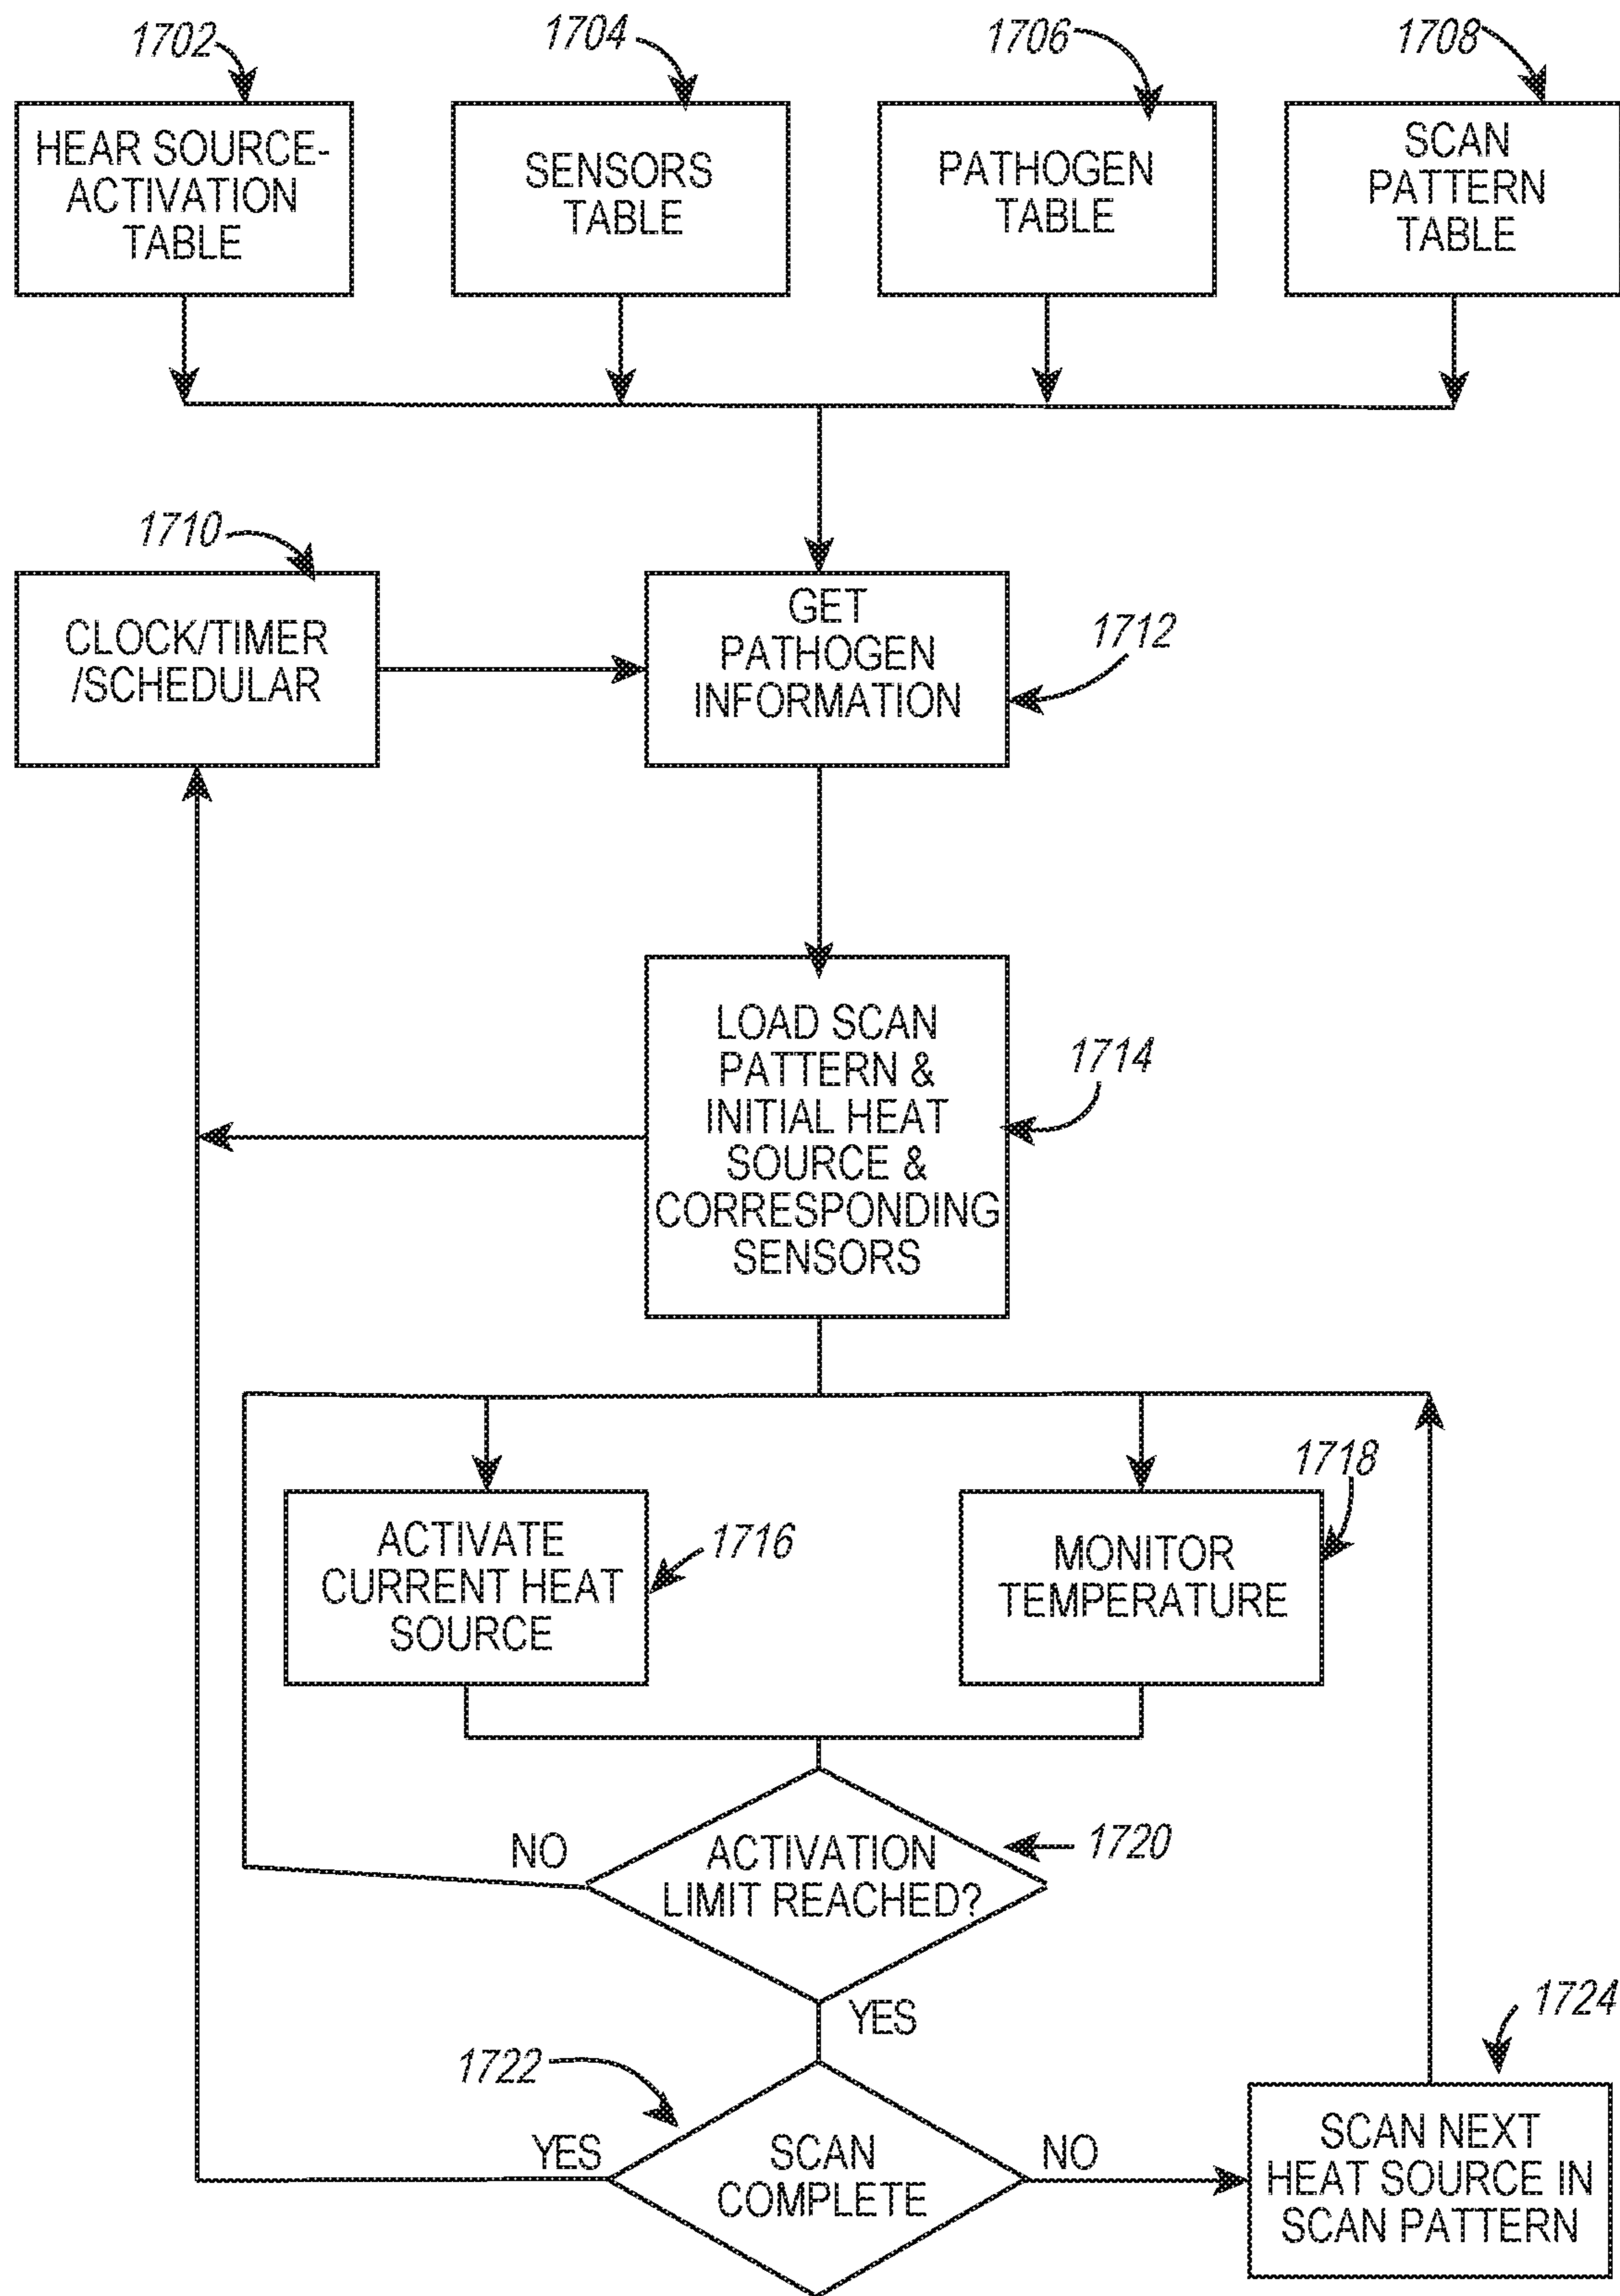 1702
1704
1706
1708
HEAR SOURCE-
ACTIVATION
TABLE
SENSORS
TABLE
PATHOGEN
TABLE
SCAN
PATTERN
TABLE
1710
CLOCK/TIMER
/SCHEDULAR
GET
PATHOGEN
INFORMATION
1712
LOAD SCAN
PATTERN &
INITIAL HEAT
SOURCE &
CORRESPONDING
SENSORS
1714
ACTIVATE
CURRENT HEAT
SOURCE
1716
MONITOR
TEMPERATURE
1718
NO
ACTIVATION
LIMIT REACHED?
1720
YES
1722
YES
SCAN
COMPLETE
NO
1724
SCAN NEXT
HEAT SOURCE IN
SCAN PATTERN